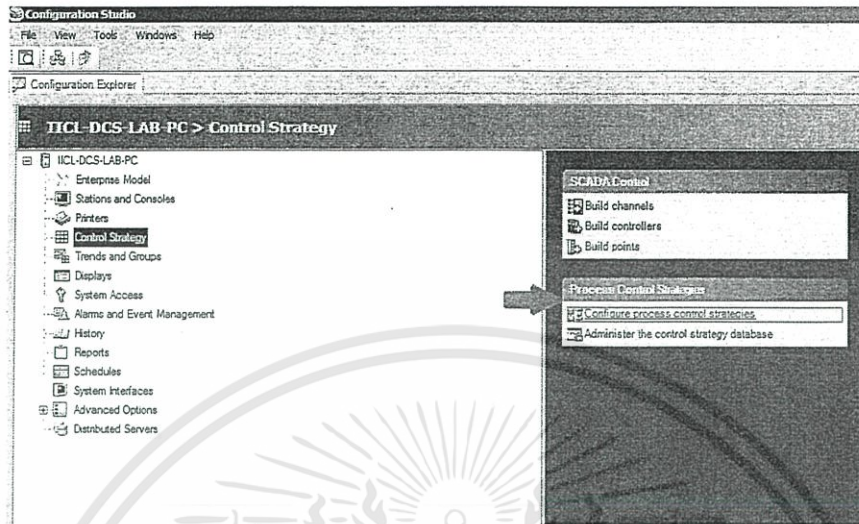 Configuration Studio
File View Tools Windows Help
Configuration Explorer
TICL-DCS-LAB-PC > Control Strategy
IICL-DCS-LAB-PC
Enterprise Model
Stations and Consoles
Printers
Control Strategy
Trends and Groups
Displays
System Access
Alarms and Event Management
History
Reports
Schedules
System Interfaces
Advanced Options
Distributed Servers
SCADA Control
Build channels
Build controllers
Build points
Process Control Strategies
Configure process control strategies
Administer the control strategy database